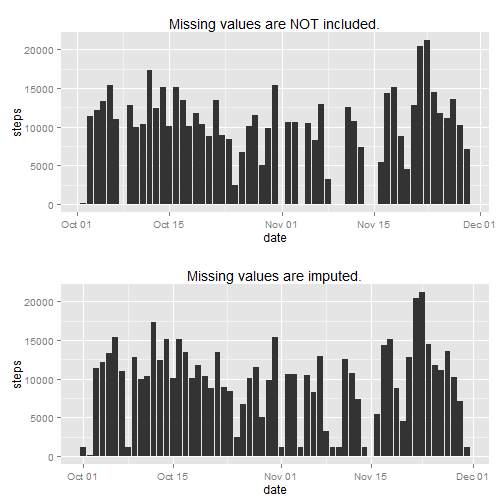 Missing values are NOT included.
20000
15000
10000
5000
0
steps
Oct 01 Oct 15 Nov 01 Nov 15 Dec 01
date
Missing values are imputed.
20000
15000
10000
5000
0
steps
Oct 01 Oct 15 Nov 01 Nov 15 Dec 01
date